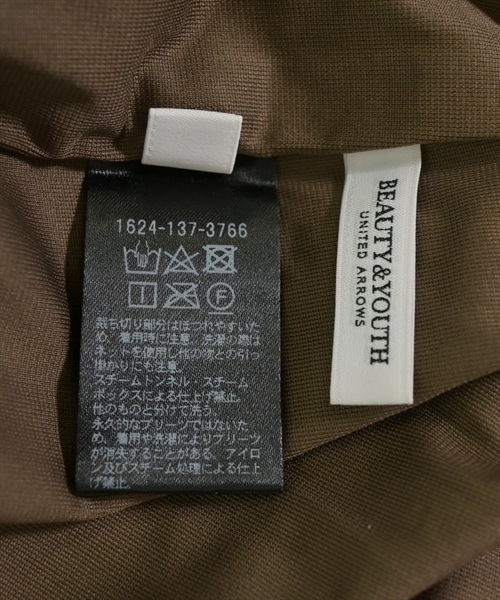 1624-137-3766
裁ち切り部分はほつれやすいた
め、着用時に注意。洗濯の際は
ネットを使用し他の物との引っ
掛かりにも注意。
スチームトンネル・スチーム
ボックスによる仕上げ禁止。
他のものと分けて洗う。
永久的なプリーツではないた
め、着用や洗濯によりプリーツ
が消失することがある。アイロ
ン及びスチーム処理による仕上
げ禁止。
BEAUTY&YOUTH
UNITED ARROWS